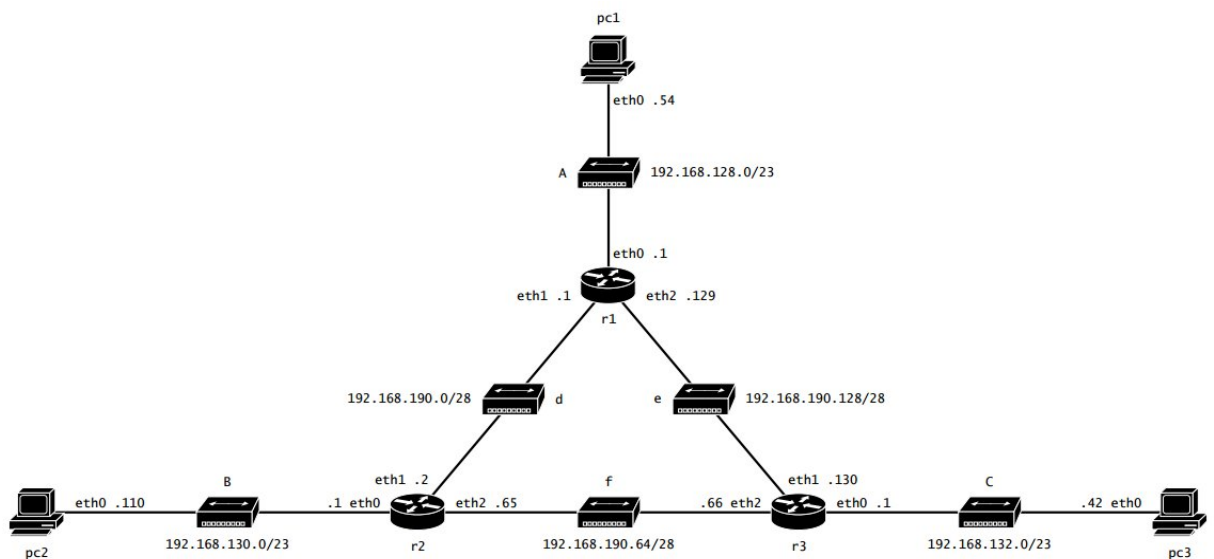 pc1
eth0 .54
A 192.168.128.0/23
eth0 .1
eth1 .1 eth2 .129
r1
192.168.190.0/28 d e 192.168.190.128/28
eth1 .2 eth1 .130
B f C
eth0 .110 .1 eth0 eth2 .65 .66 eth2 eth0 .1 .42 eth0
192.168.130.0/23 r2 192.168.190.64/28 r3 192.168.132.0/23
pc2 pc3